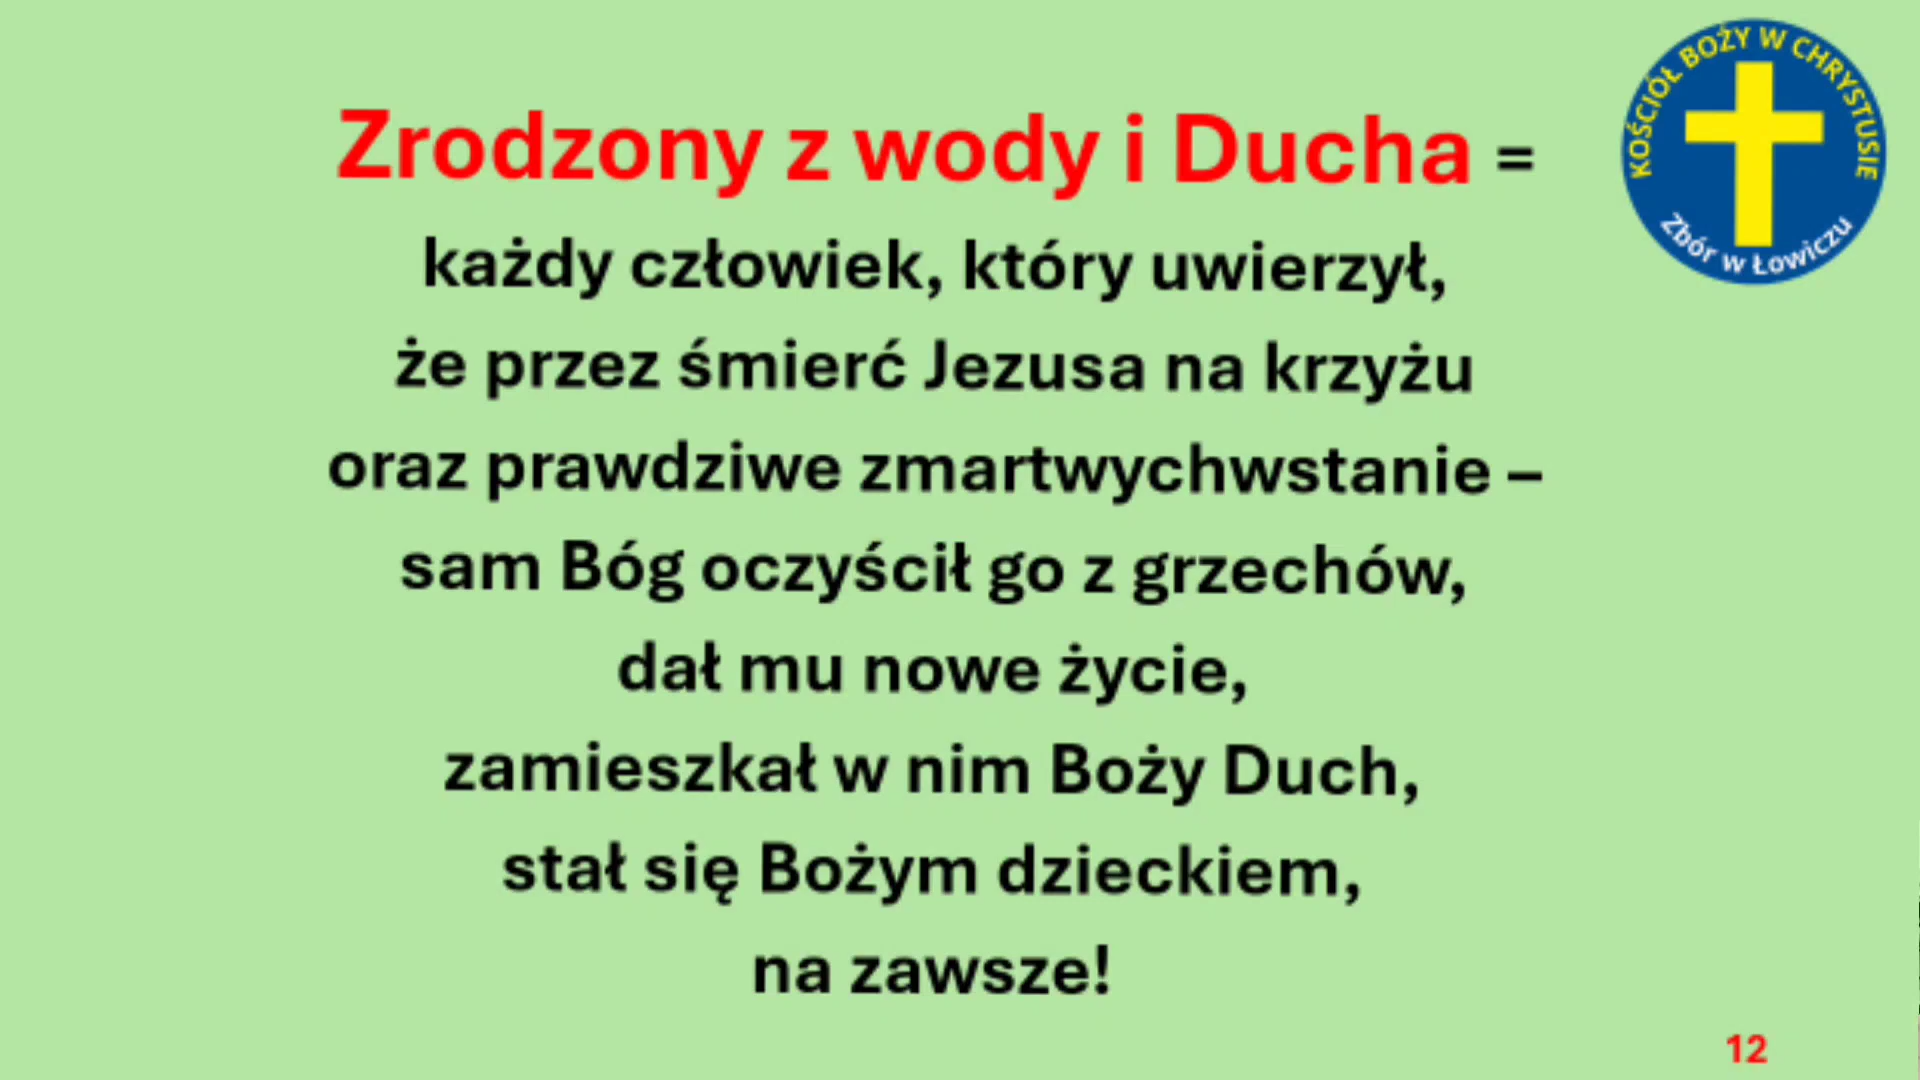 Zrodzony z wody i Ducha =
każdy człowiek, który uwierzył,
że przez śmierć Jezusa na krzyżu
oraz prawdziwe zmartwychwstanie –
sam Bóg oczyścił go z grzechów,
dał mu nowe życie,
zamieszkał w nim Boży Duch,
stał się Bożym dzieckiem,
na zawsze!
KOŚCIÓŁ BOŻY W CHRYSTUSIE
Zbór w Łowiczu
12